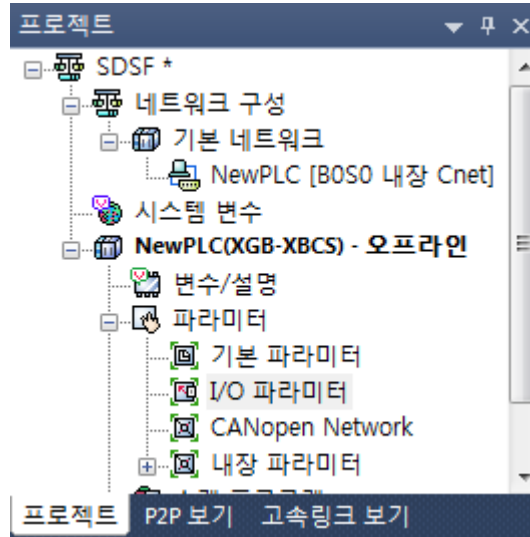 프로젝트
SDSF *
네트워크 구성
기본 네트워크
NewPLC [B0S0 내장 Cnet]
시스템 변수
NewPLC(XGB-XBCS) - 오프라인
변수/설명
파라미터
기본 파라미터
I/O 파라미터
CANopen Network
내장 파라미터
프로젝트 P2P 보기 고속링크 보기